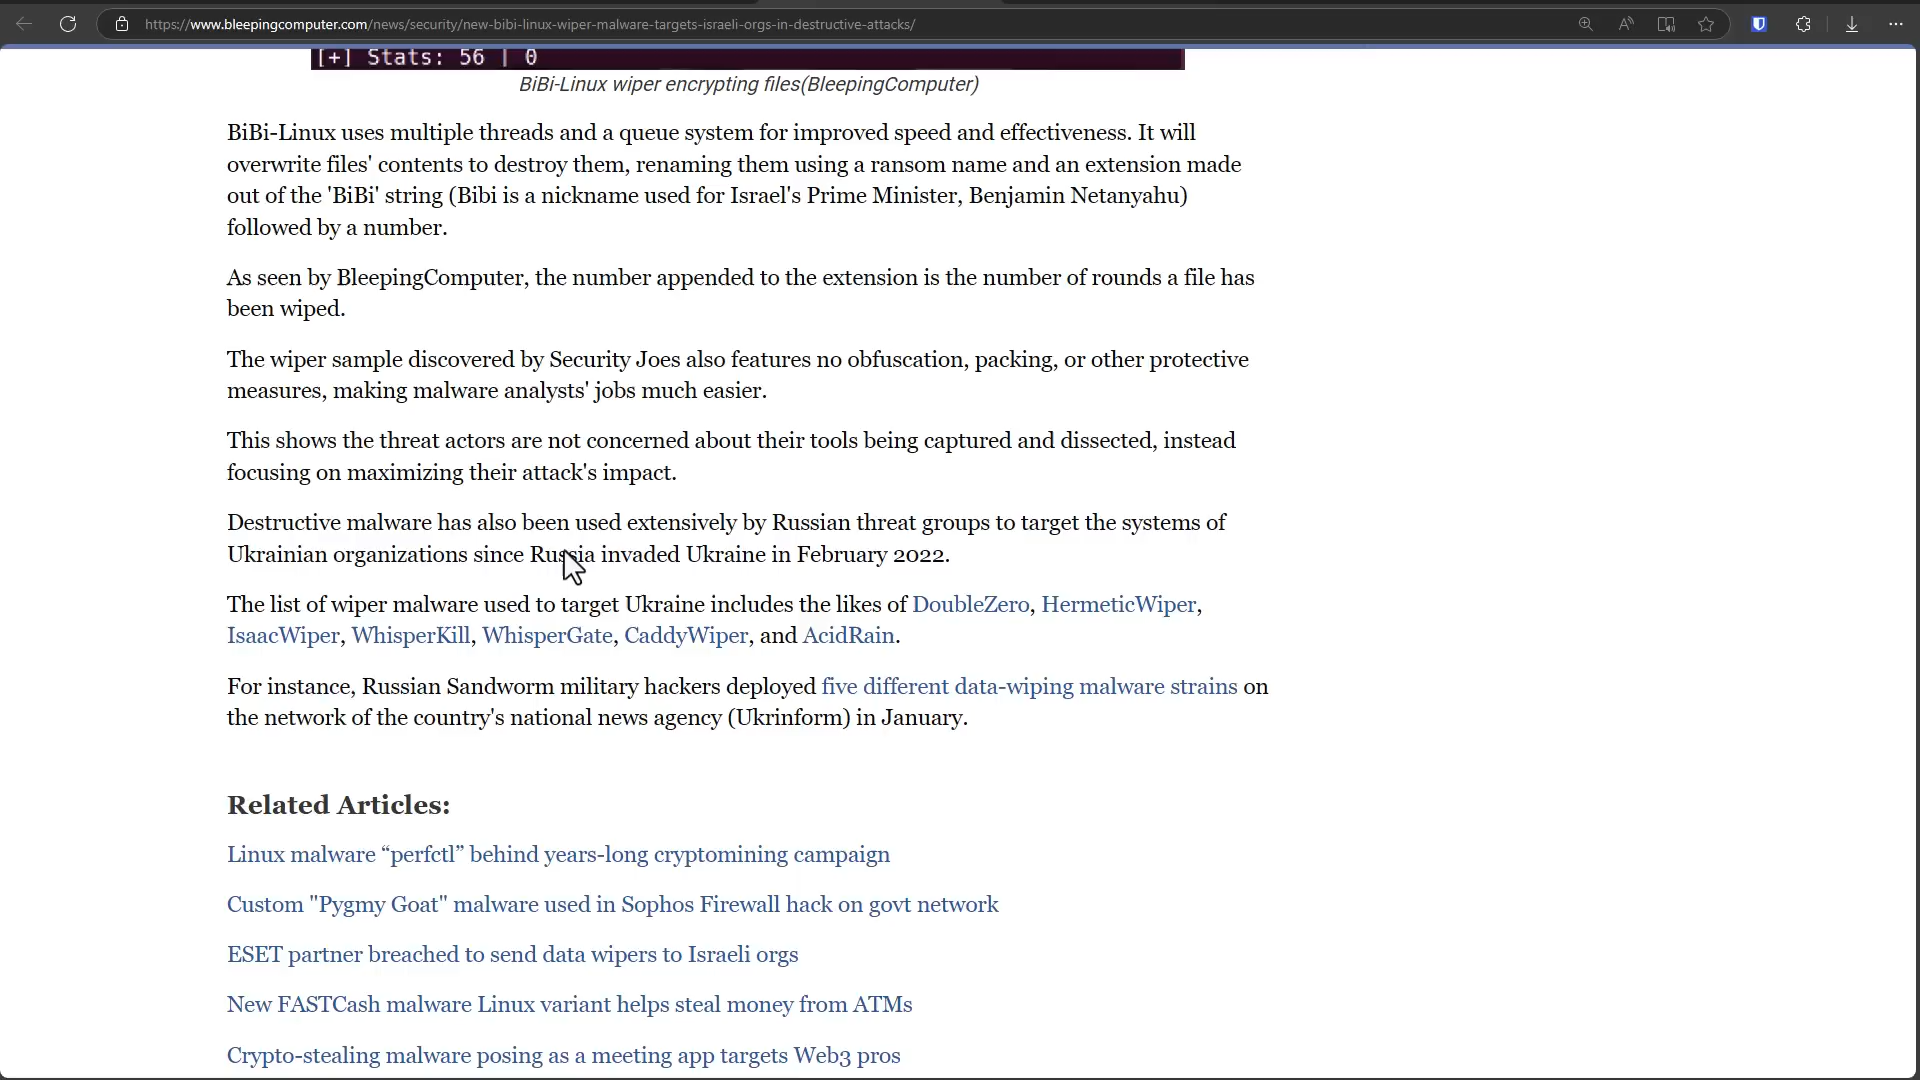 https://www.bleepingcomputer.com/news/security/new-bibi-linux-wiper-malware-targets-israeli-orgs-in-destructive-attacks/
[+] Stats: 56 | 0
BiBi-Linux wiper encrypting files(BleepingComputer)
BiBi-Linux uses multiple threads and a queue system for improved speed and effectiveness. It will
overwrite files' contents to destroy them, renaming them using a ransom name and an extension made
out of the 'BiBi' string (Bibi is a nickname used for Israel's Prime Minister, Benjamin Netanyahu)
followed by a number.
As seen by BleepingComputer, the number appended to the extension is the number of rounds a file has
been wiped.
The wiper sample discovered by Security Joes also features no obfuscation, packing, or other protective
measures, making malware analysts' jobs much easier.
This shows the threat actors are not concerned about their tools being captured and dissected, instead
focusing on maximizing their attack's impact.
Destructive malware has also been used extensively by Russian threat groups to target the systems of
Ukrainian organizations since Russia invaded Ukraine in February 2022.
The list of wiper malware used to target Ukraine includes the likes of DoubleZero, HermeticWiper,
IsaacWiper, WhisperKill, WhisperGate, CaddyWiper, and AcidRain.
For instance, Russian Sandworm military hackers deployed five different data-wiping malware strains on
the network of the country's national news agency (Ukrinform) in January.
Related Articles:
Linux malware “perfctl” behind years-long cryptomining campaign
Custom "Pygmy Goat" malware used in Sophos Firewall hack on govt network
ESET partner breached to send data wipers to Israeli orgs
New FASTCash malware Linux variant helps steal money from ATMs
Crypto-stealing malware posing as a meeting app targets Web3 pros